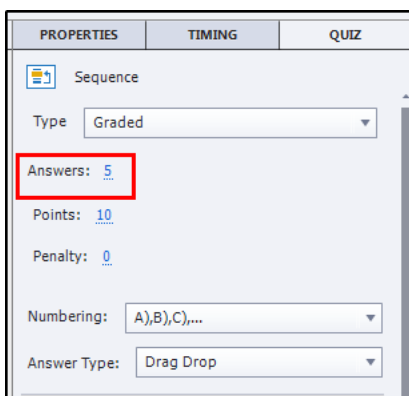 PROPERTIES TIMING QUIZ
Sequence
Type Graded
Answers: 5
Points: 10
Penalty: 0
Numbering: A),B),C),...
Answer Type: Drag Drop